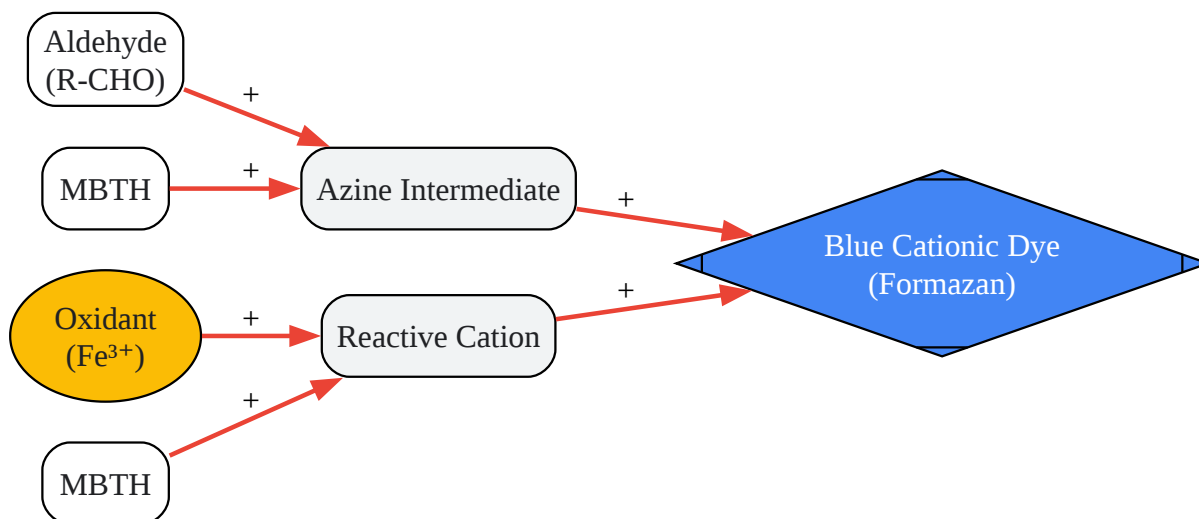 Aldehyde
(R-CHO)
+
MBTH
+
Azine Intermediate
+
Oxidant
(Fe³⁺)
+
MBTH
+
Reactive Cation
+
Blue Cationic Dye
(Formazan)